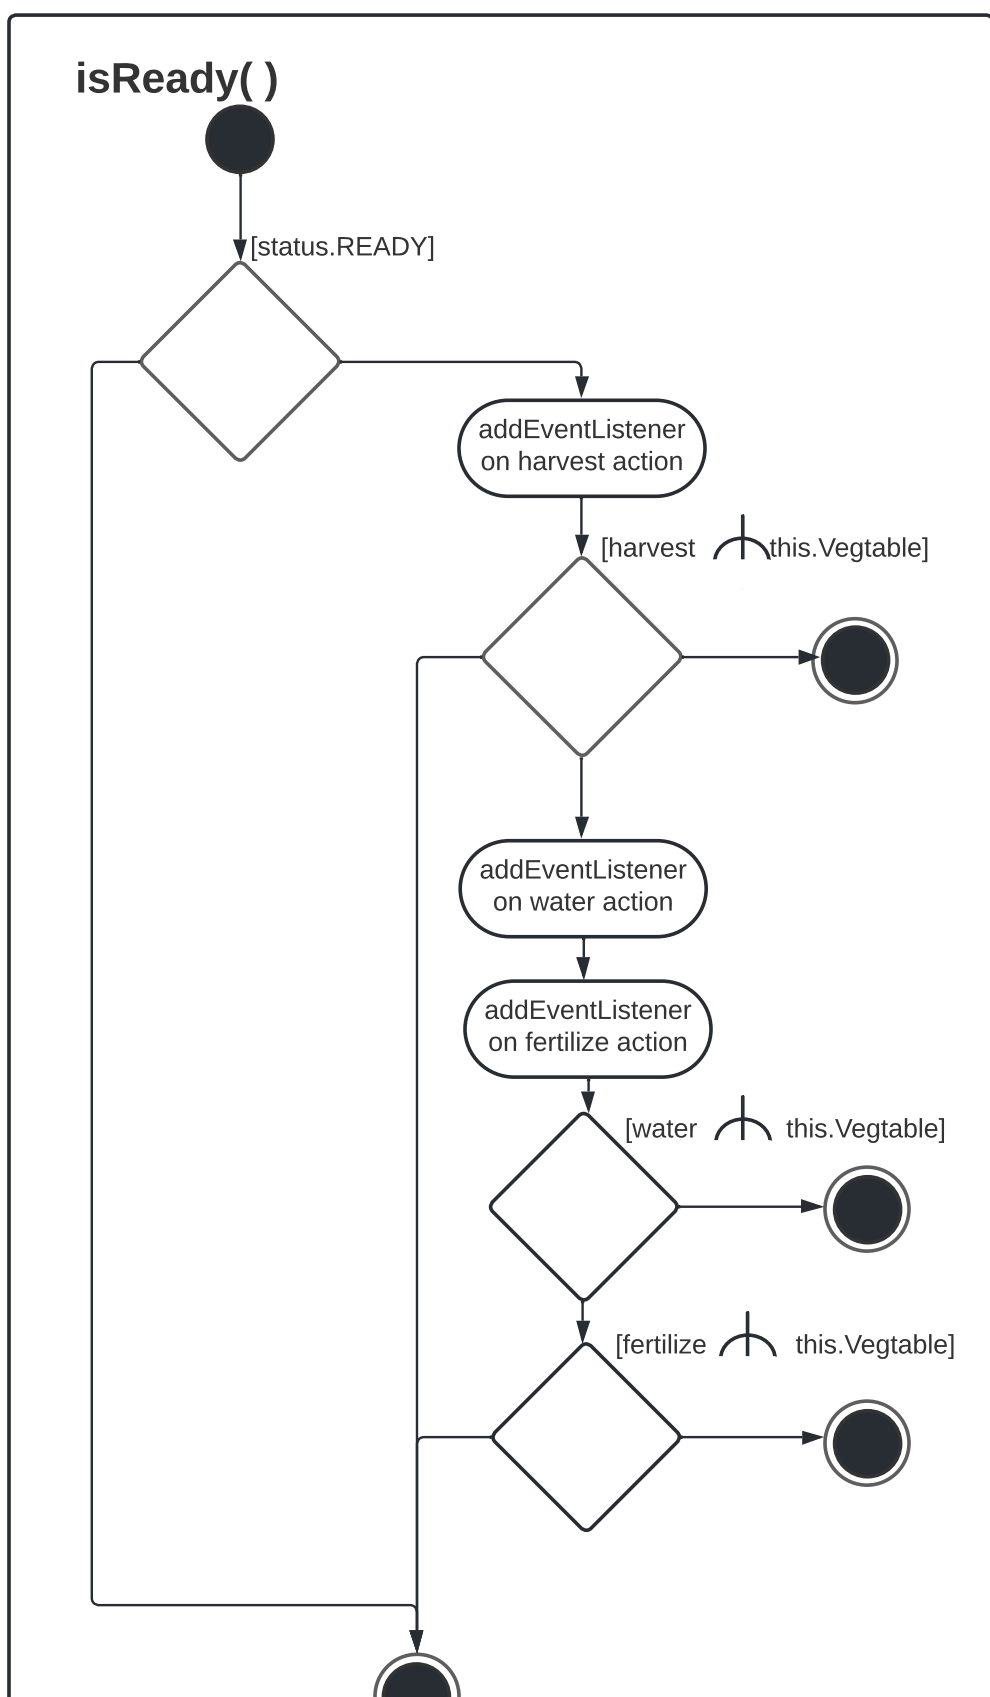 isReady( )
[status.READY]
addEventListener
on harvest action
[harvest this.Vegtable]
addEventListener
on water action
addEventListener
on fertilize action
[water this.Vegtable]
[fertilize this.Vegtable]